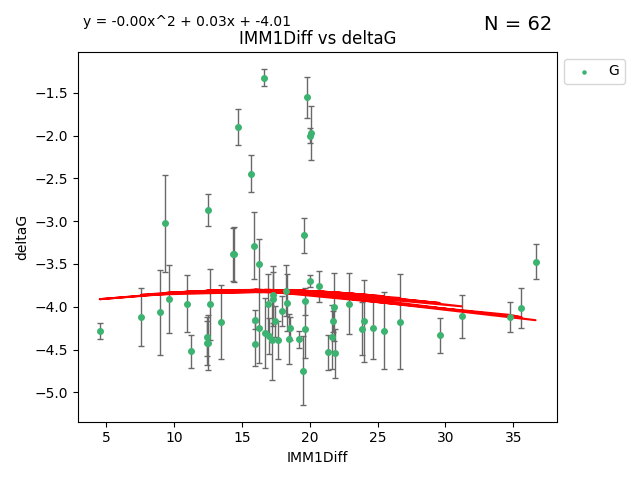 y = -0.00x^2 + 0.03x + -4.01
N = 62
IMM1Diff vs deltaG
G
deltaG
−1.5
−2.0
−2.5
−3.0
−3.5
−4.0
−4.5
−5.0
5 10 15 20 25 30 35
IMM1Diff